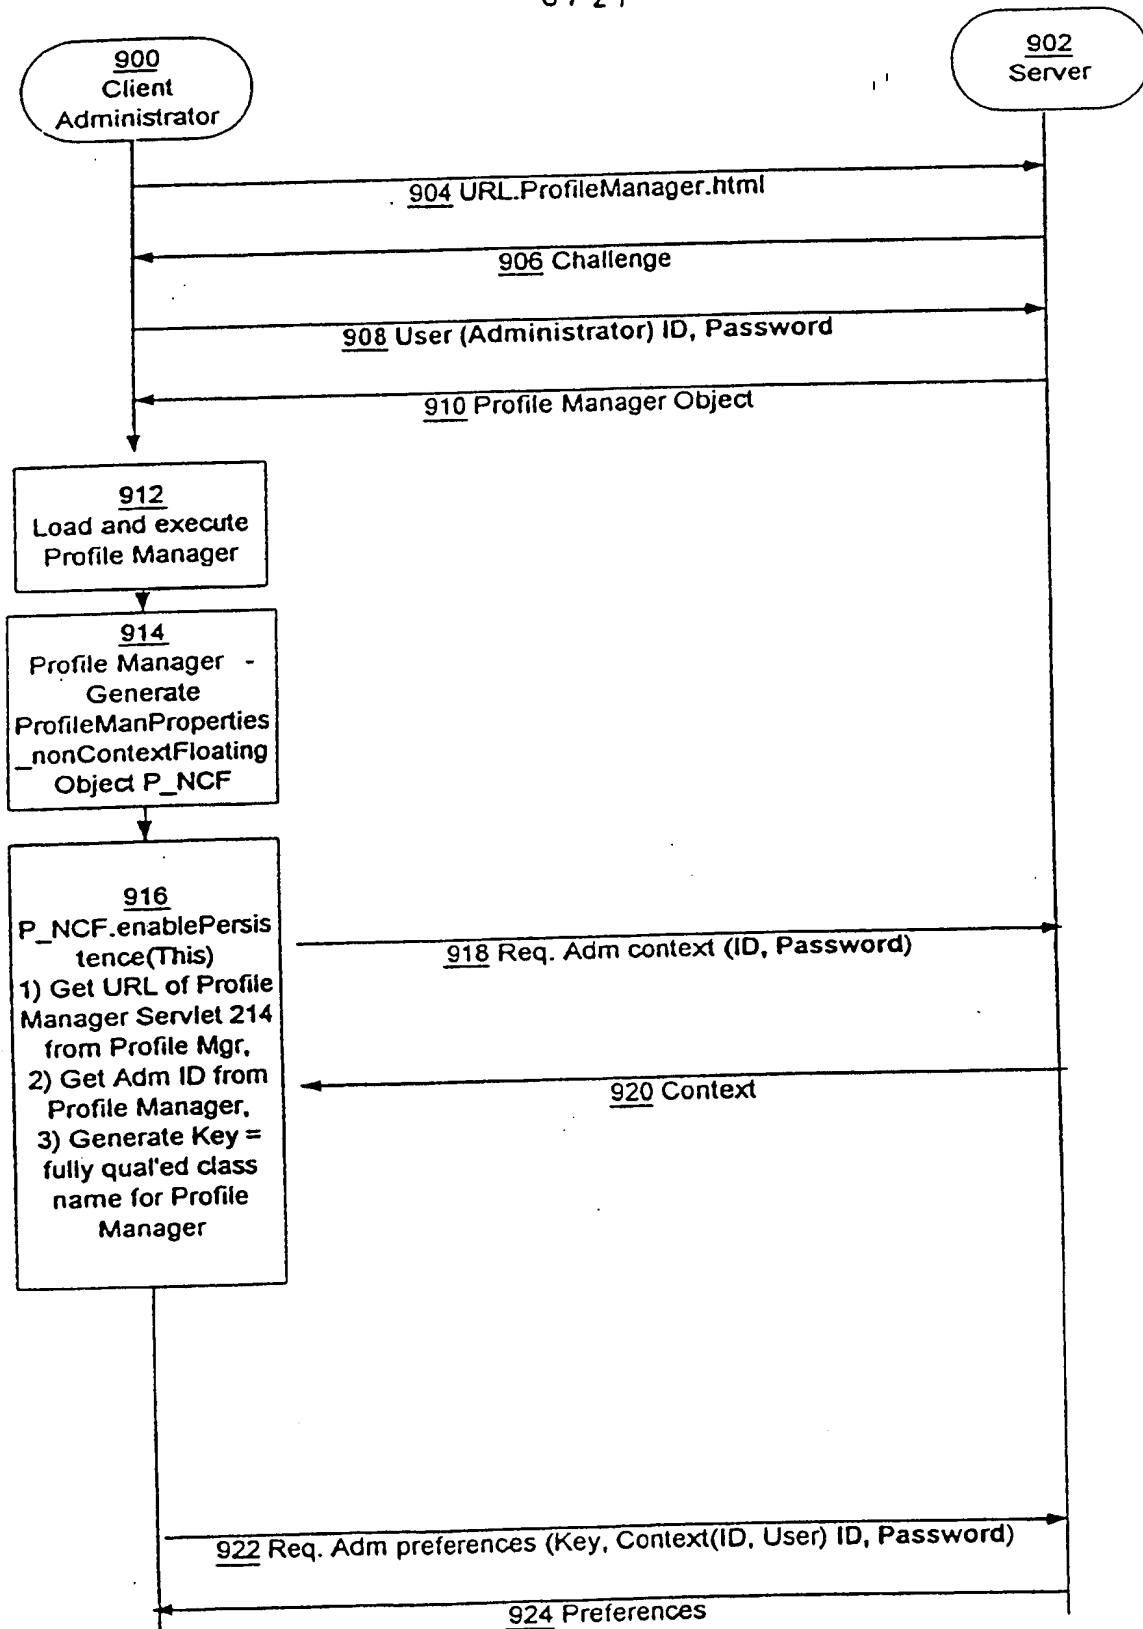 900
Client
Administrator
902
Server
904 URL.ProfileManager.html
906 Challenge
908 User (Administrator) ID, Password
910 Profile Manager Object
912
Load and execute
Profile Manager
914
Profile Manager -
Generate
ProfileManProperties
_nonContextFloating
Object P_NCF
916
P_NCF.enablePersis
tence(This)
1) Get URL of Profile
Manager Servlet 214
from Profile Mgr,
2) Get Adm ID from
Profile Manager,
3) Generate Key =
fully qual'ed class
name for Profile
Manager
918 Req. Adm context (ID, Password)
920 Context
922 Req. Adm preferences (Key, Context(ID, User) ID, Password)
924 Preferences